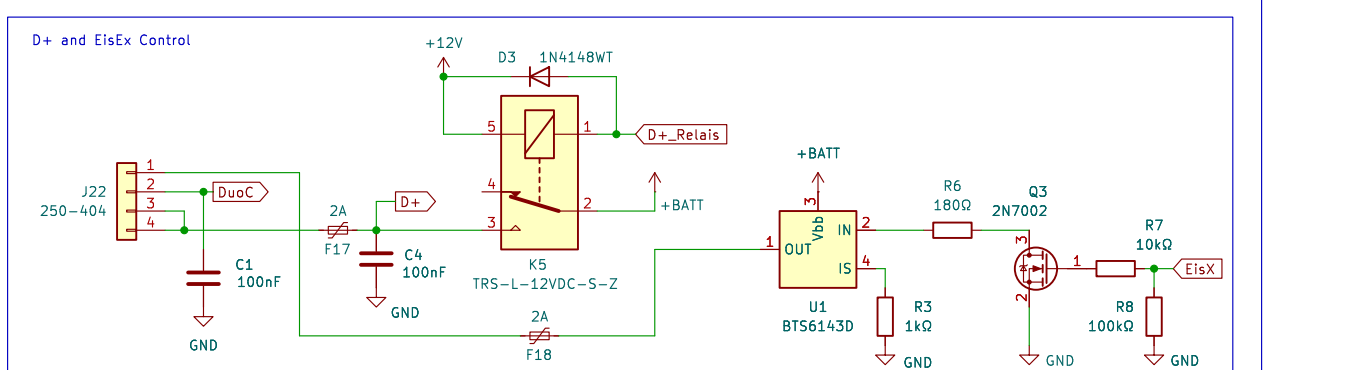 D+ and EisEx Control
+12V
D3 1N4148WT
5
1
D+_Relais
4
2
+BATT
3
K5
TRS-L-12VDC-S-Z
J22
250-404
1
2
3
4
DuoC
C1
100nF
GND
2A
F17
D+
C4
100nF
GND
2A
F18
+BATT
3
Vbb
1 OUT
IN 2
IS 4
U1
BTS6143D
R6
180Ω
R3
1kΩ
GND
Q3
2N7002
3
1
2
GND
R7
10kΩ
EisX
R8
100kΩ
GND